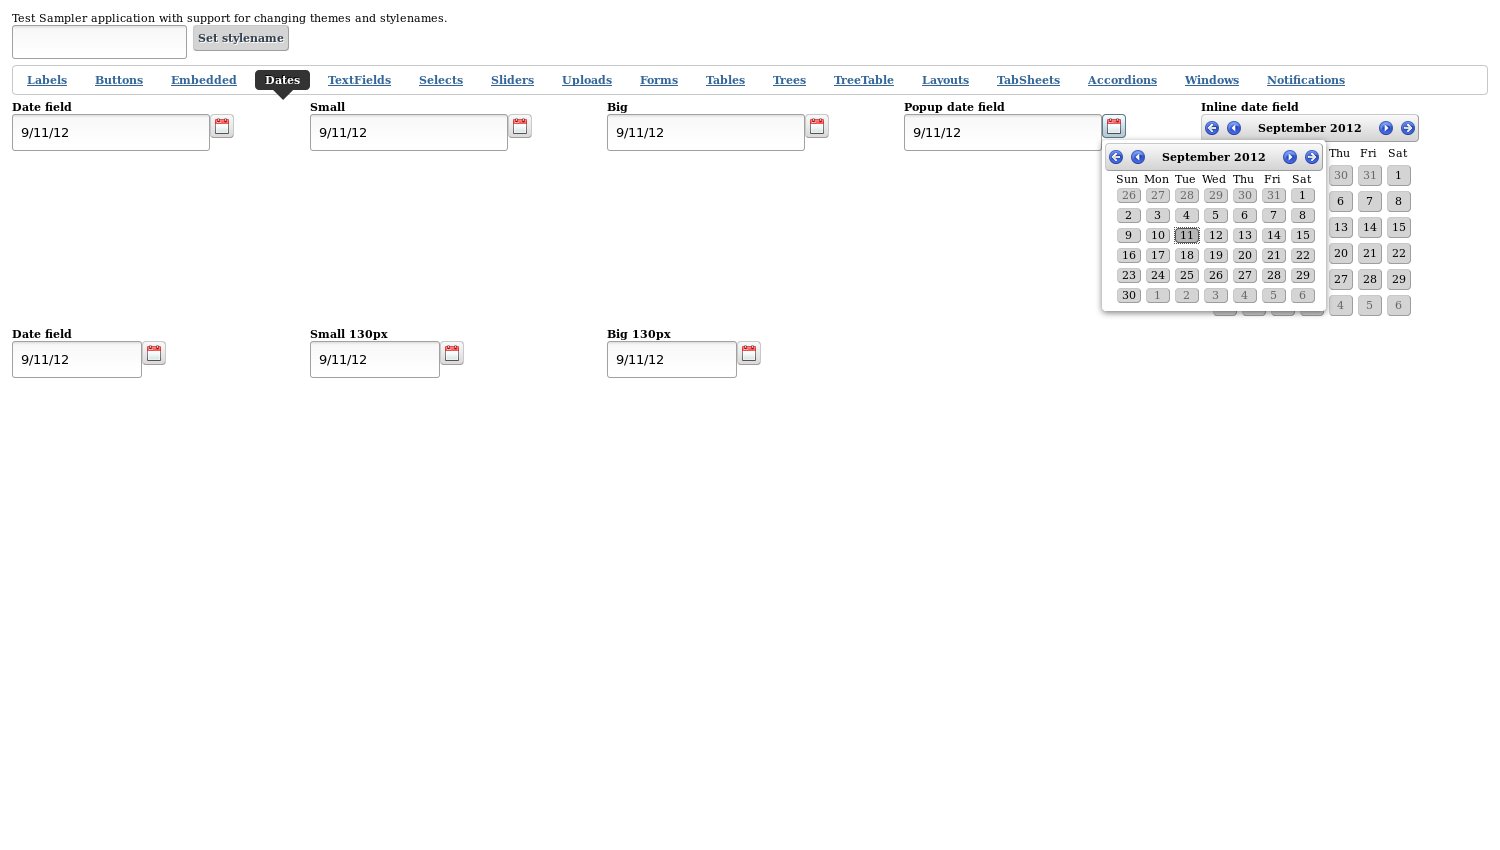 Test Sampler application with support for changing themes and stylenames.
Set stylename
Labels Buttons Embedded Dates TextFields Selects Sliders Uploads Forms Tables Trees TreeTable Layouts TabSheets Accordions Windows Notifications
Date field Small Big Popup date field Inline date field
9/11/12 9/11/12 9/11/12 9/11/12 September 2012
September 2012
Sun Mon Tue Wed Thu Fri Sat
26 27 28 29 30 31 1
2 3 4 5 6 7 8
9 10 11 12 13 14 15
16 17 18 19 20 21 22
23 24 25 26 27 28 29
30 1 2 3 4 5 6
Thu Fri Sat
30 31 1
6 7 8
13 14 15
20 21 22
27 28 29
4 5 6
Date field Small 130px Big 130px
9/11/12 9/11/12 9/11/12